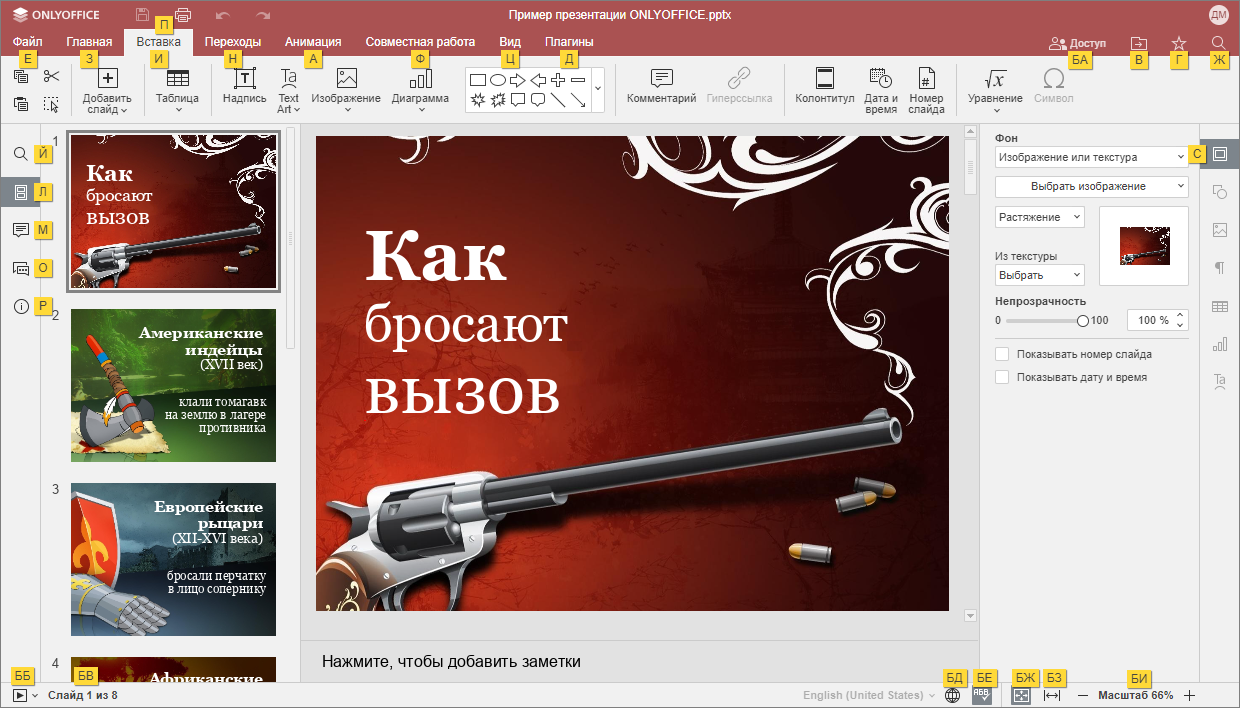 ONLYOFFICE
Пример презентации ONLYOFFICE.pptx
ДМ
П
Файл
Главная
Вставка
Переходы
Анимация
Совместная работа
Вид
Плагины
Доступ
Е
З
И
Н
А
Ф
Ц
Д
БА
В
Г
Ж
Добавить
слайд
Таблица
Надпись
Text
Art
Изображение
Диаграмма
Комментарий
Гиперссылка
Колонтитул
Дата и
время
Номер
слайда
Уравнение
Символ
Й
Л
М
О
Р
1
Как
бросают
вызов
2
Американские
индейцы
(XVII век)
клали томагавк
на землю в лагере
противника
3
Европейские
рыцари
(XII-XVI века)
бросали перчатку
в лицо сопернику
4
Африканские
Как
бросают
вызов
Нажмите, чтобы добавить заметки
С
Фон
Изображение или текстура
Выбрать изображение
Растяжение
Из текстуры
Выбрать
Непрозрачность
0
100
100 %
Показывать номер слайда
Показывать дату и время
ББ
БВ
БД
БЕ
БЖ
БЗ
БИ
Слайд 1 из 8
English (United States)
АБВ
Масштаб 66%